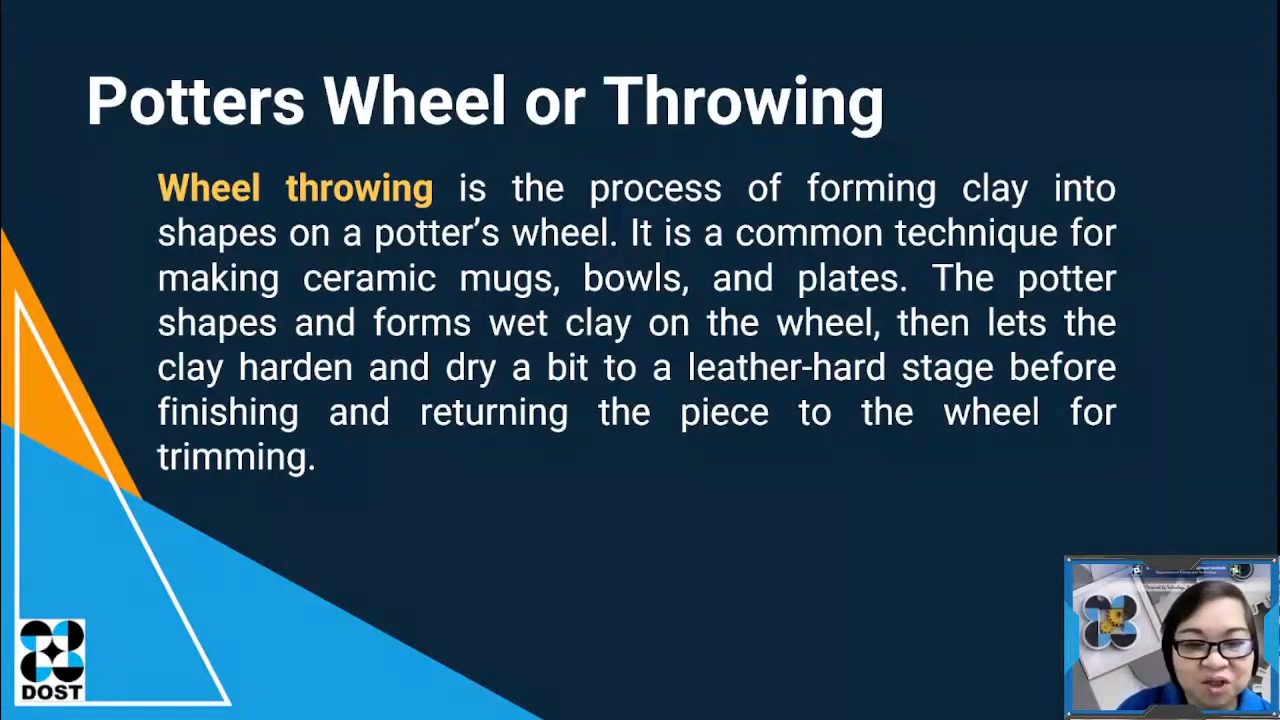 Potters Wheel or Throwing
Wheel throwing is the process of forming clay into
shapes on a potter’s wheel. It is a common technique for
making ceramic mugs, bowls, and plates. The potter
shapes and forms wet clay on the wheel, then lets the
clay harden and dry a bit to a leather-hard stage before
finishing and returning the piece to the wheel for
trimming.
DOST